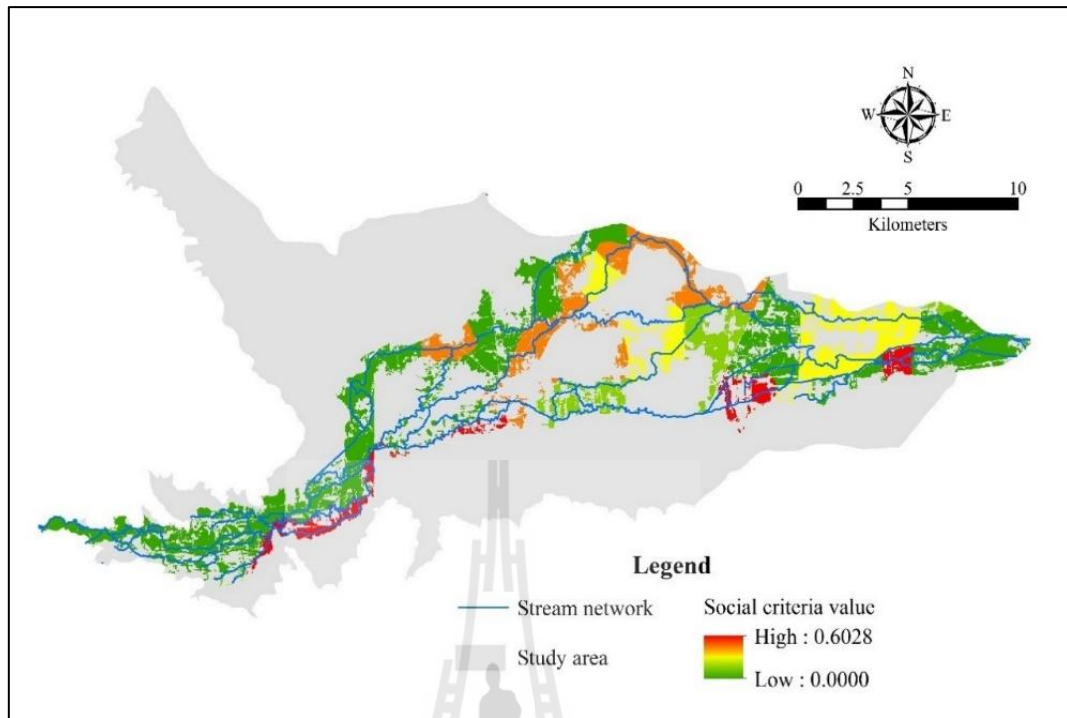 N
W E
S
0 2.5 5 10
Kilometers
Legend
Stream network
Study area
Social criteria value
High : 0.6028
Low : 0.0000